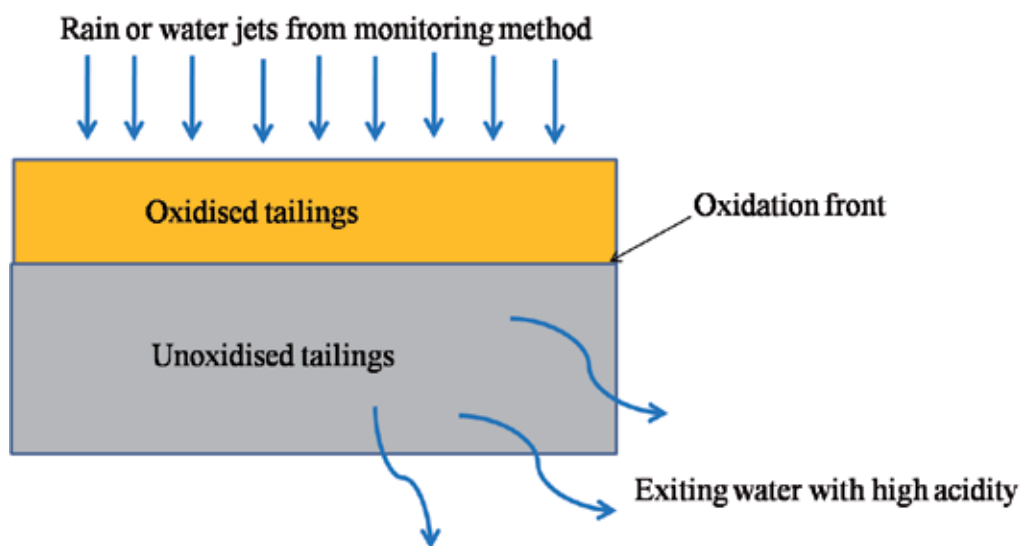 Rain or water jets from monitoring method
Oxidised tailings
Oxidation front
Unoxidised tailings
Exiting water with high acidity